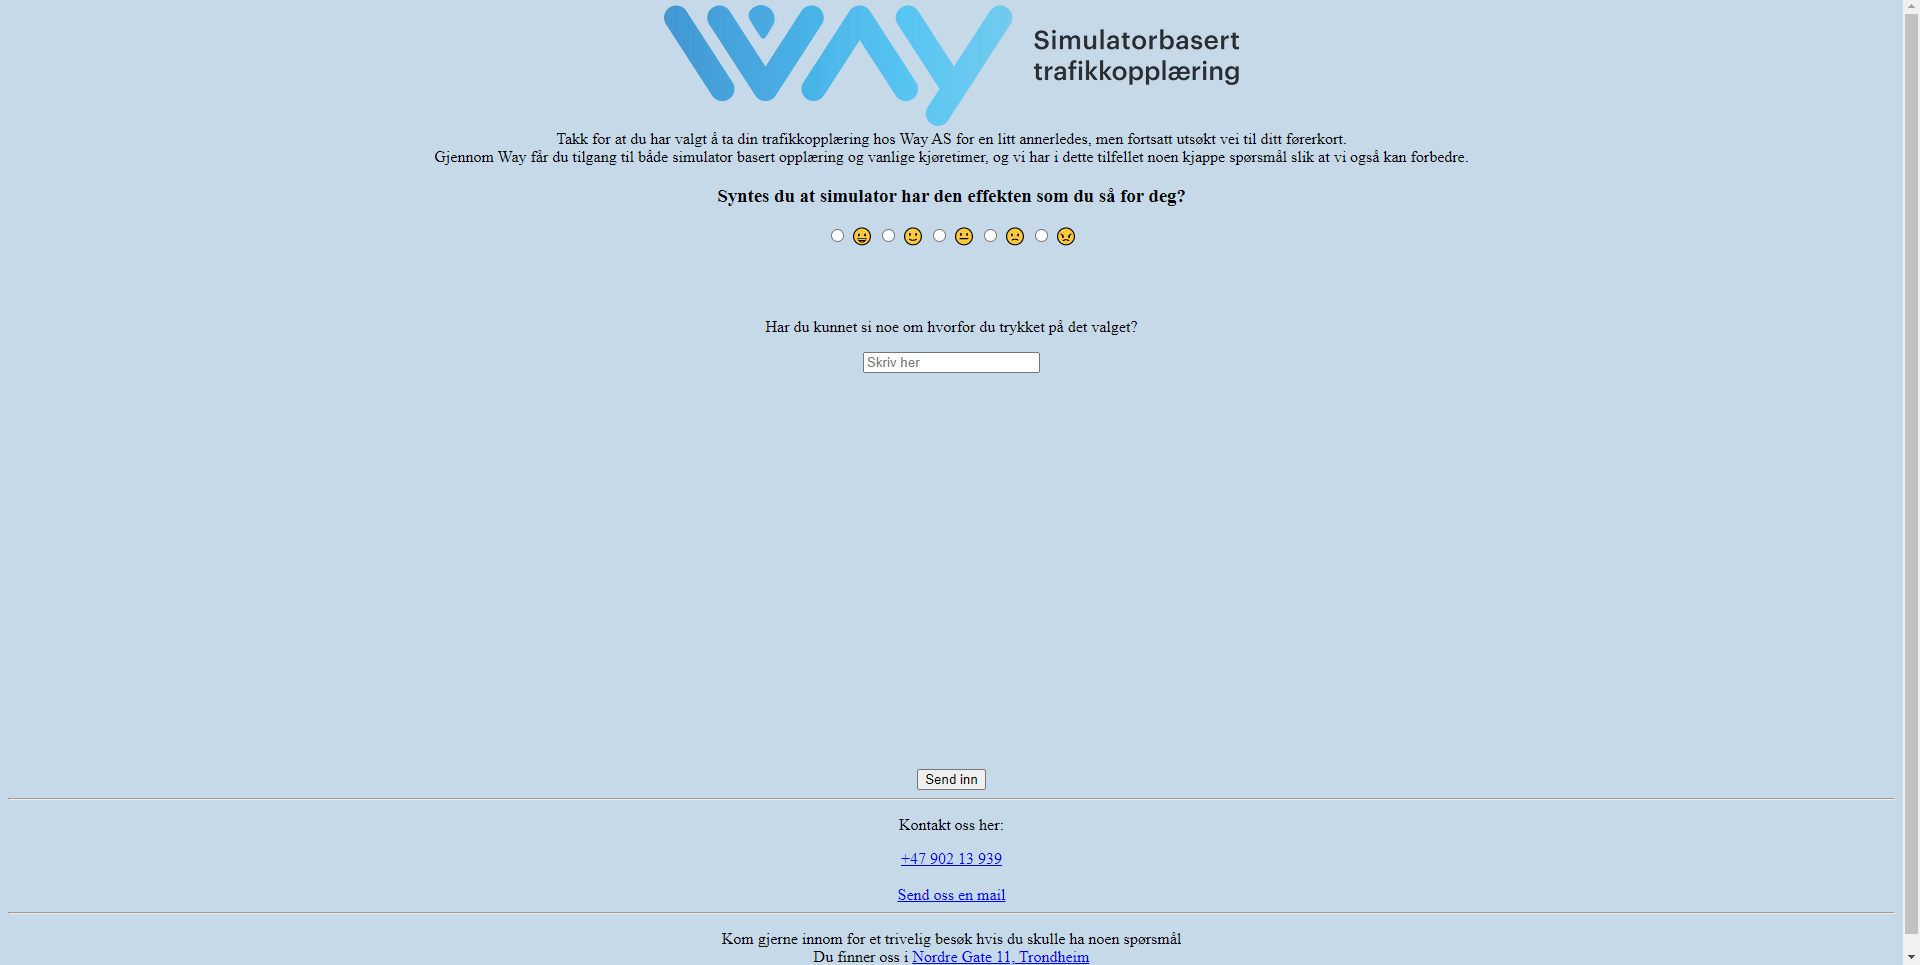 Way
Simulatorbasert
trafikkopplæring
Takk for at du har valgt å ta din trafikkopplæring hos Way AS for en litt annerledes, men fortsatt utsøkt vei til ditt førerkort.
Gjennom Way får du tilgang til både simulator basert opplæring og vanlige kjøretimer, og vi har i dette tilfellet noen kjappe spørsmål slik at vi også kan forbedre.
Syntes du at simulator har den effekten som du så for deg?
Har du kunnet si noe om hvorfor du trykket på det valget?
Skriv her
Send inn
Kontakt oss her:
+47 902 13 939
Send oss en mail
Kom gjerne innom for et trivelig besøk hvis du skulle ha noen spørsmål
Du finner oss i Nordre Gate 11, Trondheim